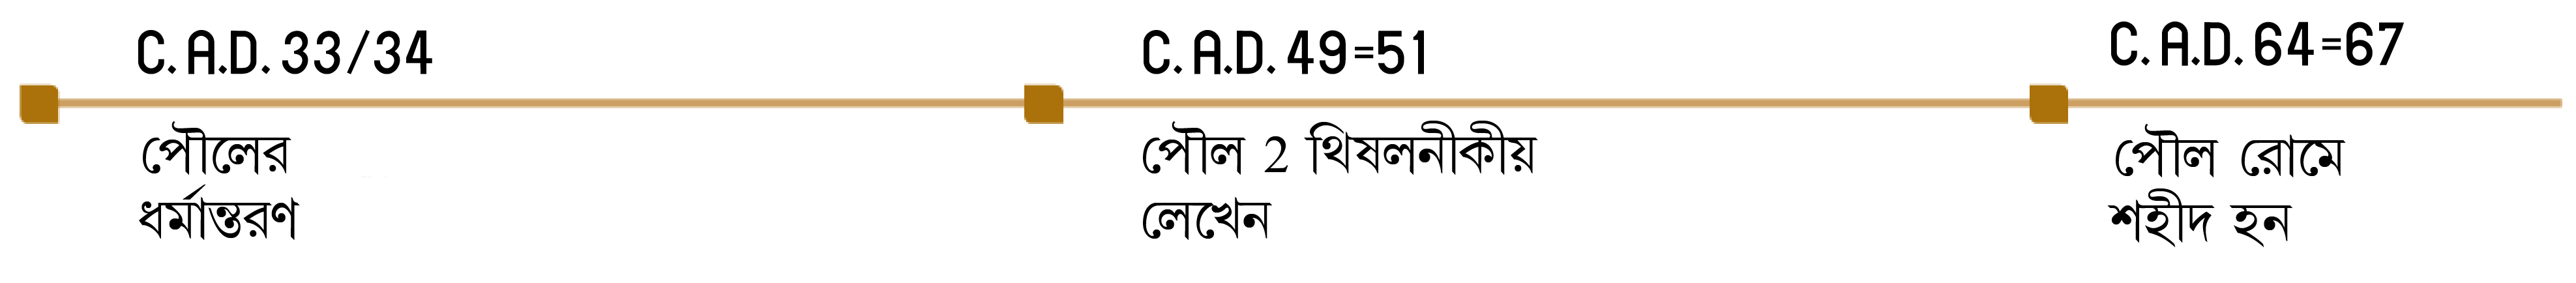 C. A.D. 33/34
পৌলের
ধর্মান্তরণ
C. A.D. 49=51
পৌল 2 থিষলনীকীয়
লেখেন
C. A.D. 64=67
পৌল রোমে
শহীদ হন